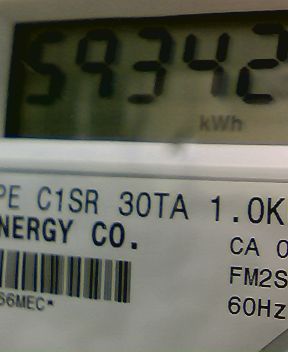 59342
kWh
PE C1SR 30TA 1.0K
NERGY CO.
CA 0
FM2S
S6MEC*
60Hz